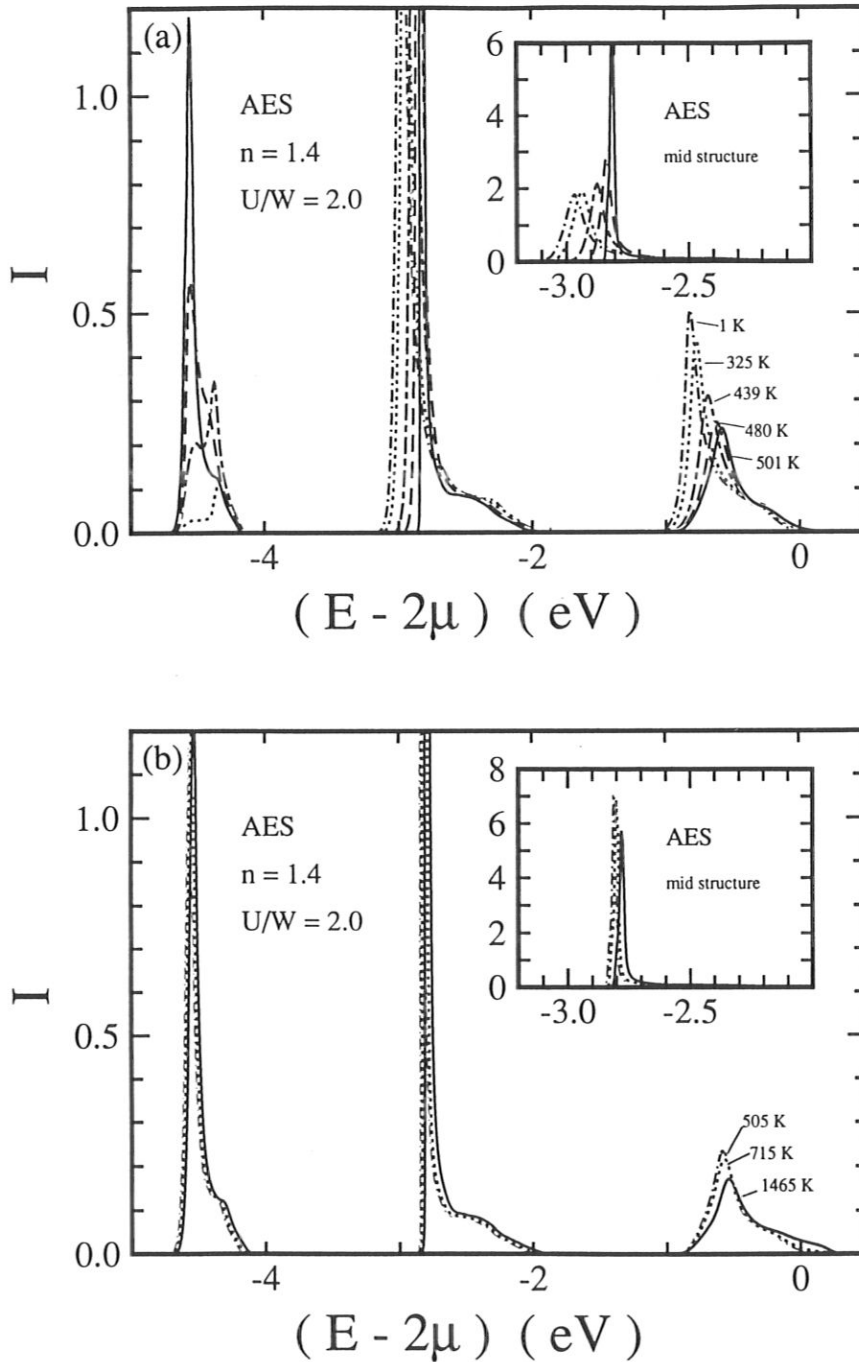 (a)
AES
n = 1.4
U/W = 2.0
I
1.0
0.5
0.0
-4
-2
0
( E - 2μ ) ( eV )
6
4
2
0
-3.0
-2.5
AES
mid structure
1 K
325 K
439 K
480 K
501 K
(b)
AES
n = 1.4
U/W = 2.0
I
1.0
0.5
0.0
-4
-2
0
( E - 2μ ) ( eV )
8
6
4
2
0
-3.0
-2.5
AES
mid structure
505 K
715 K
1465 K